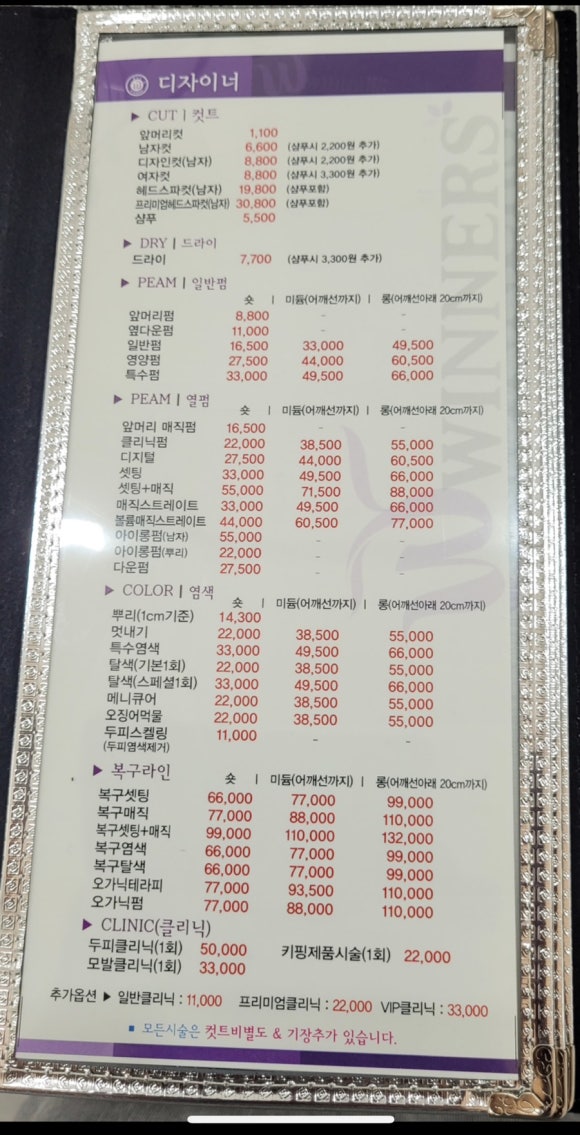 디자이너
▶ CUT | 컷트
앞머리컷 1,100
남자컷 6,600 (샴푸시 2,200원 추가)
디자인컷(남자) 8,800 (샴푸시 2,200원 추가)
여자컷 8,800 (샴푸시 3,300원 추가)
헤드스파컷(남자) 19,800 (샴푸포함)
프리미엄헤드스파컷(남자) 30,800 (샴푸포함)
샴푸 5,500
▶ DRY | 드라이
드라이 7,700 (샴푸시 3,300원 추가)
▶ PEAM | 일반펌
숏 | 미듐(어깨선까지) | 롱(어깨선아래 20cm까지)
앞머리펌 8,800 - -
옆다운펌 11,000 - -
일반펌 16,500 33,000 49,500
영양펌 27,500 44,000 60,500
특수펌 33,000 49,500 66,000
▶ PEAM | 열펌
숏 | 미듐(어깨선까지) | 롱(어깨선아래 20cm까지)
앞머리 매직펌 16,500 - -
클리닉펌 22,000 38,500 55,000
디지털 27,500 44,000 60,500
셋팅 33,000 49,500 66,000
셋팅+매직 55,000 71,500 88,000
매직스트레이트 33,000 49,500 66,000
볼륨매직스트레이트 44,000 60,500 77,000
아이롱펌(남자) 55,000 - -
아이롱펌(뿌리) 22,000 - -
다운펌 27,500 - -
▶ COLOR | 염색
숏 | 미듐(어깨선까지) | 롱(어깨선아래 20cm까지)
뿌리(1cm기준) 14,300
멋내기 22,000 38,500 55,000
특수염색 33,000 49,500 66,000
탈색(기본1회) 22,000 38,500 55,000
탈색(스페셜1회) 33,000 49,500 66,000
메니큐어 22,000 38,500 55,000
오징어먹물 22,000 38,500 55,000
두피스켈링 11,000 - -
(두피염색제거)
▶ 복구라인
숏 | 미듐(어깨선까지) | 롱(어깨선아래 20cm까지)
복구셋팅 66,000 77,000 99,000
복구매직 77,000 88,000 110,000
복구셋팅+매직 99,000 110,000 132,000
복구염색 66,000 77,000 99,000
복구탈색 66,000 77,000 99,000
오가닉테라피 77,000 93,500 110,000
오가닉펌 77,000 88,000 110,000
▶ CLINIC(클리닉)
두피클리닉(1회) 50,000 키핑제품시술(1회) 22,000
모발클리닉(1회) 33,000
추가옵션 ▶ 일반클리닉 : 11,000 프리미엄클리닉 : 22,000 VIP클리닉 : 33,000
■ 모든시술은 컷트비별도 & 기장추가 있습니다.
WINNERS